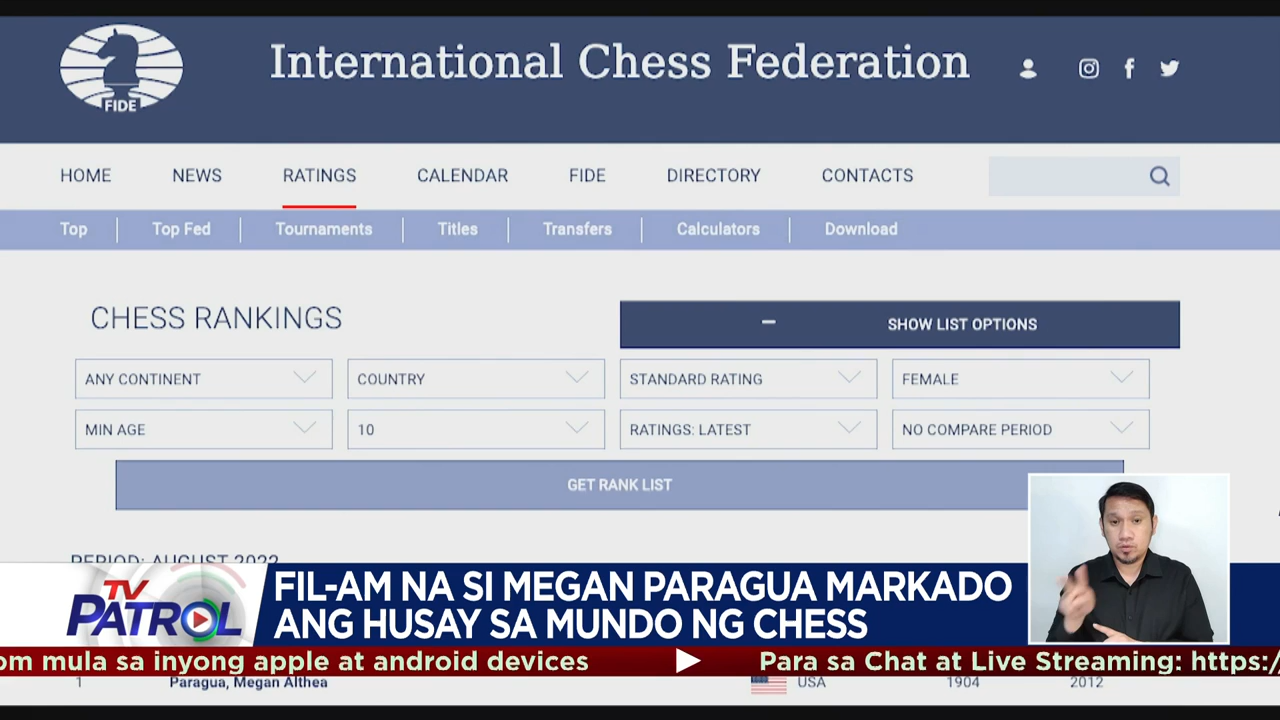 International Chess Federation
FIDE
HOME NEWS RATINGS CALENDAR FIDE DIRECTORY CONTACTS
Top Top Fed Tournaments Titles Transfers Calculators Download
CHESS RANKINGS
SHOW LIST OPTIONS
ANY CONTINENT COUNTRY STANDARD RATING FEMALE
MIN AGE 10 RATINGS: LATEST NO COMPARE PERIOD
GET RANK LIST
PERIOD: AUGUST 2022
TV PATROL
FIL-AM NA SI MEGAN PARAGUA MARKADO
ANG HUSAY SA MUNDO NG CHESS
om mula sa inyong apple at android devices Para sa Chat at Live Streaming: https:/
1 Paragua, Megan Althea USA 1904 2012